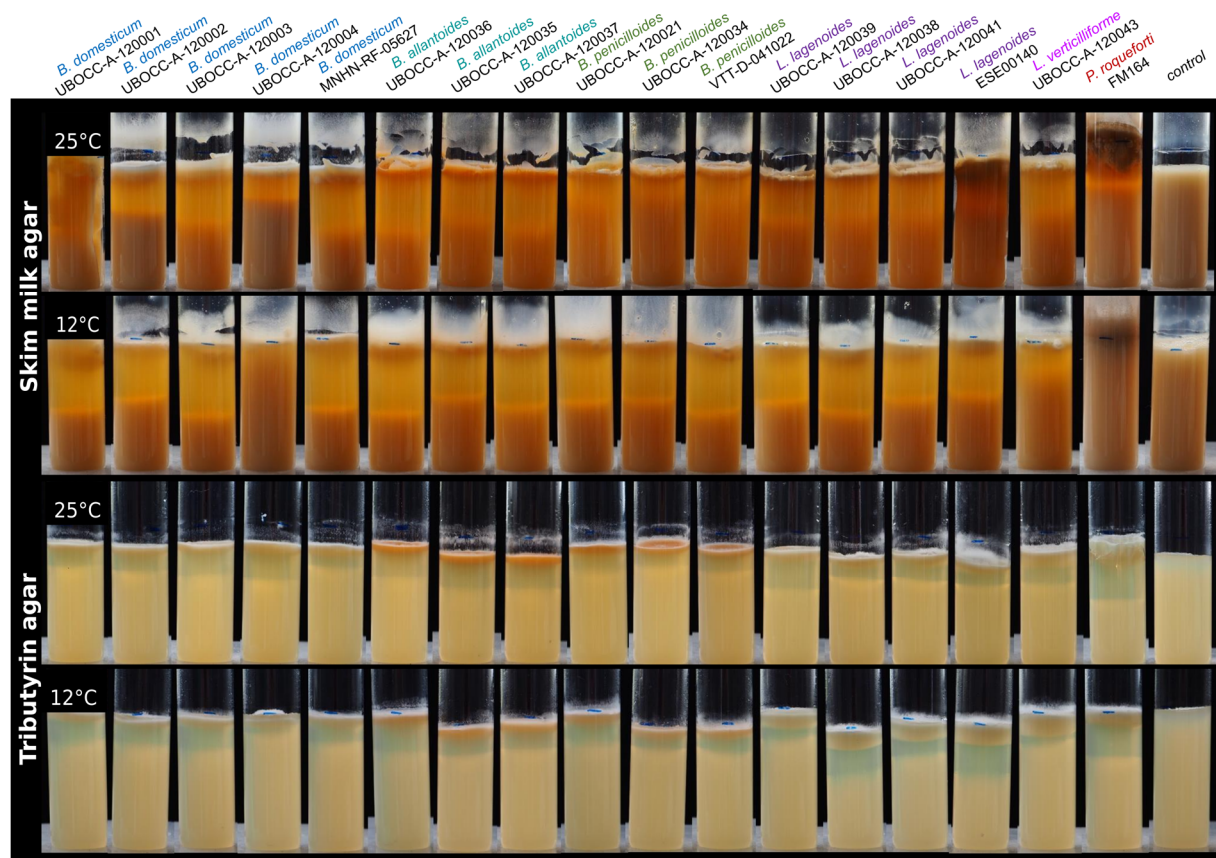 B. domesticum
UBOCC-A-120001
B. domesticum
UBOCC-A-120002
B. domesticum
UBOCC-A-120003
B. domesticum
UBOCC-A-120004
B. domesticum
MNHN-RF-05627
B. allantoides
UBOCC-A-120036
B. allantoides
UBOCC-A-120035
B. allantoides
UBOCC-A-120037
B. penicilloides
UBOCC-A-120021
B. penicilloides
UBOCC-A-120034
B. penicilloides
VTT-D-041022
L. lagenoides
UBOCC-A-120039
L. lagenoides
UBOCC-A-120038
L. lagenoides
UBOCC-A-120041
L. lagenoides
ESE00140
L. verticilliforme
UBOCC-A-120043
P. roqueforti
FM164
control
Skim milk agar
25°C
12°C
Tributyrin agar
25°C
12°C